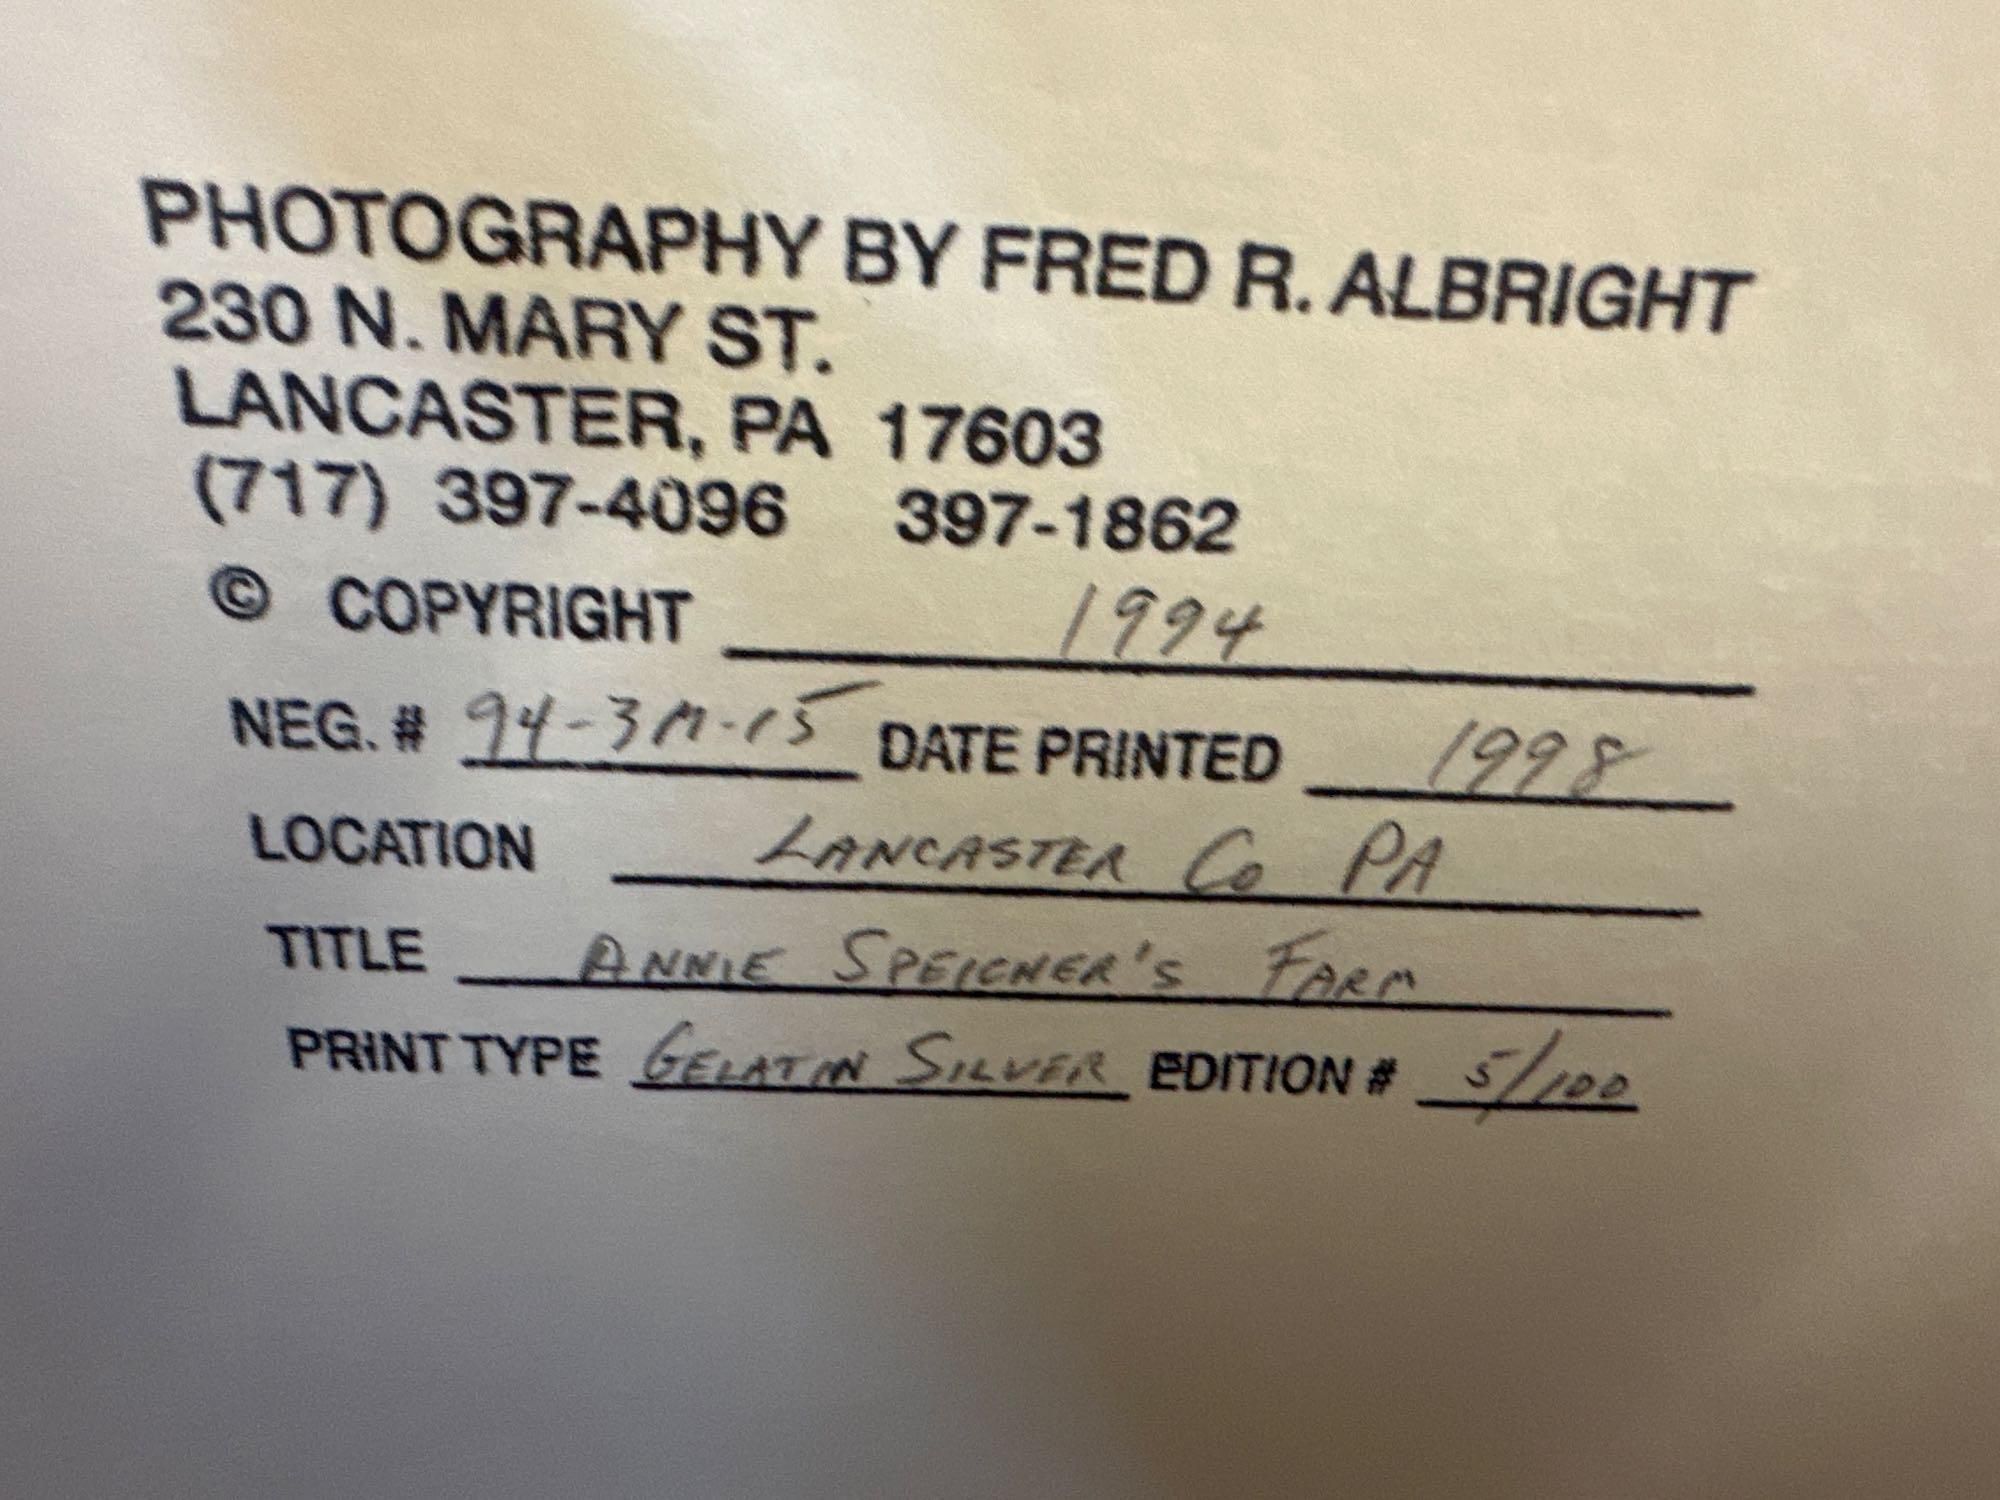 PHOTOGRAPHY BY FRED R. ALBRIGHT
230 N. MARY ST.
LANCASTER, PA 17603
(717) 397-4096 397-1862
© COPYRIGHT 1994
NEG. # 94-3M-15 DATE PRINTED 1998
LOCATION LANCASTER Co PA
TITLE ANNIE SPEICHER'S FARM
PRINT TYPE GELATIN SILVER EDITION # 5/100